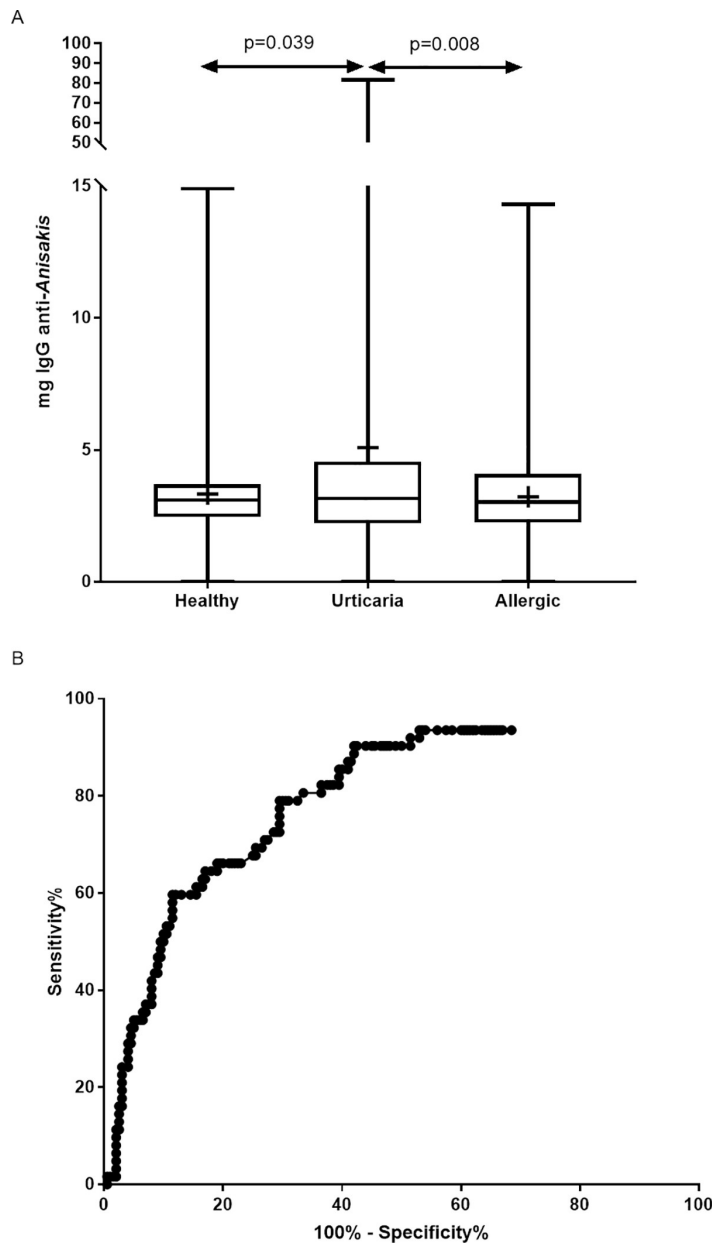 A
p=0.039
p=0.008
100
90
80
70
60
50
15
10
5
0
mg IgG anti-Anisakis
Healthy
Urticaria
Allergic
B
100
80
60
40
20
0
Sensitivity%
0
20
40
60
80
100
100% - Specificity%